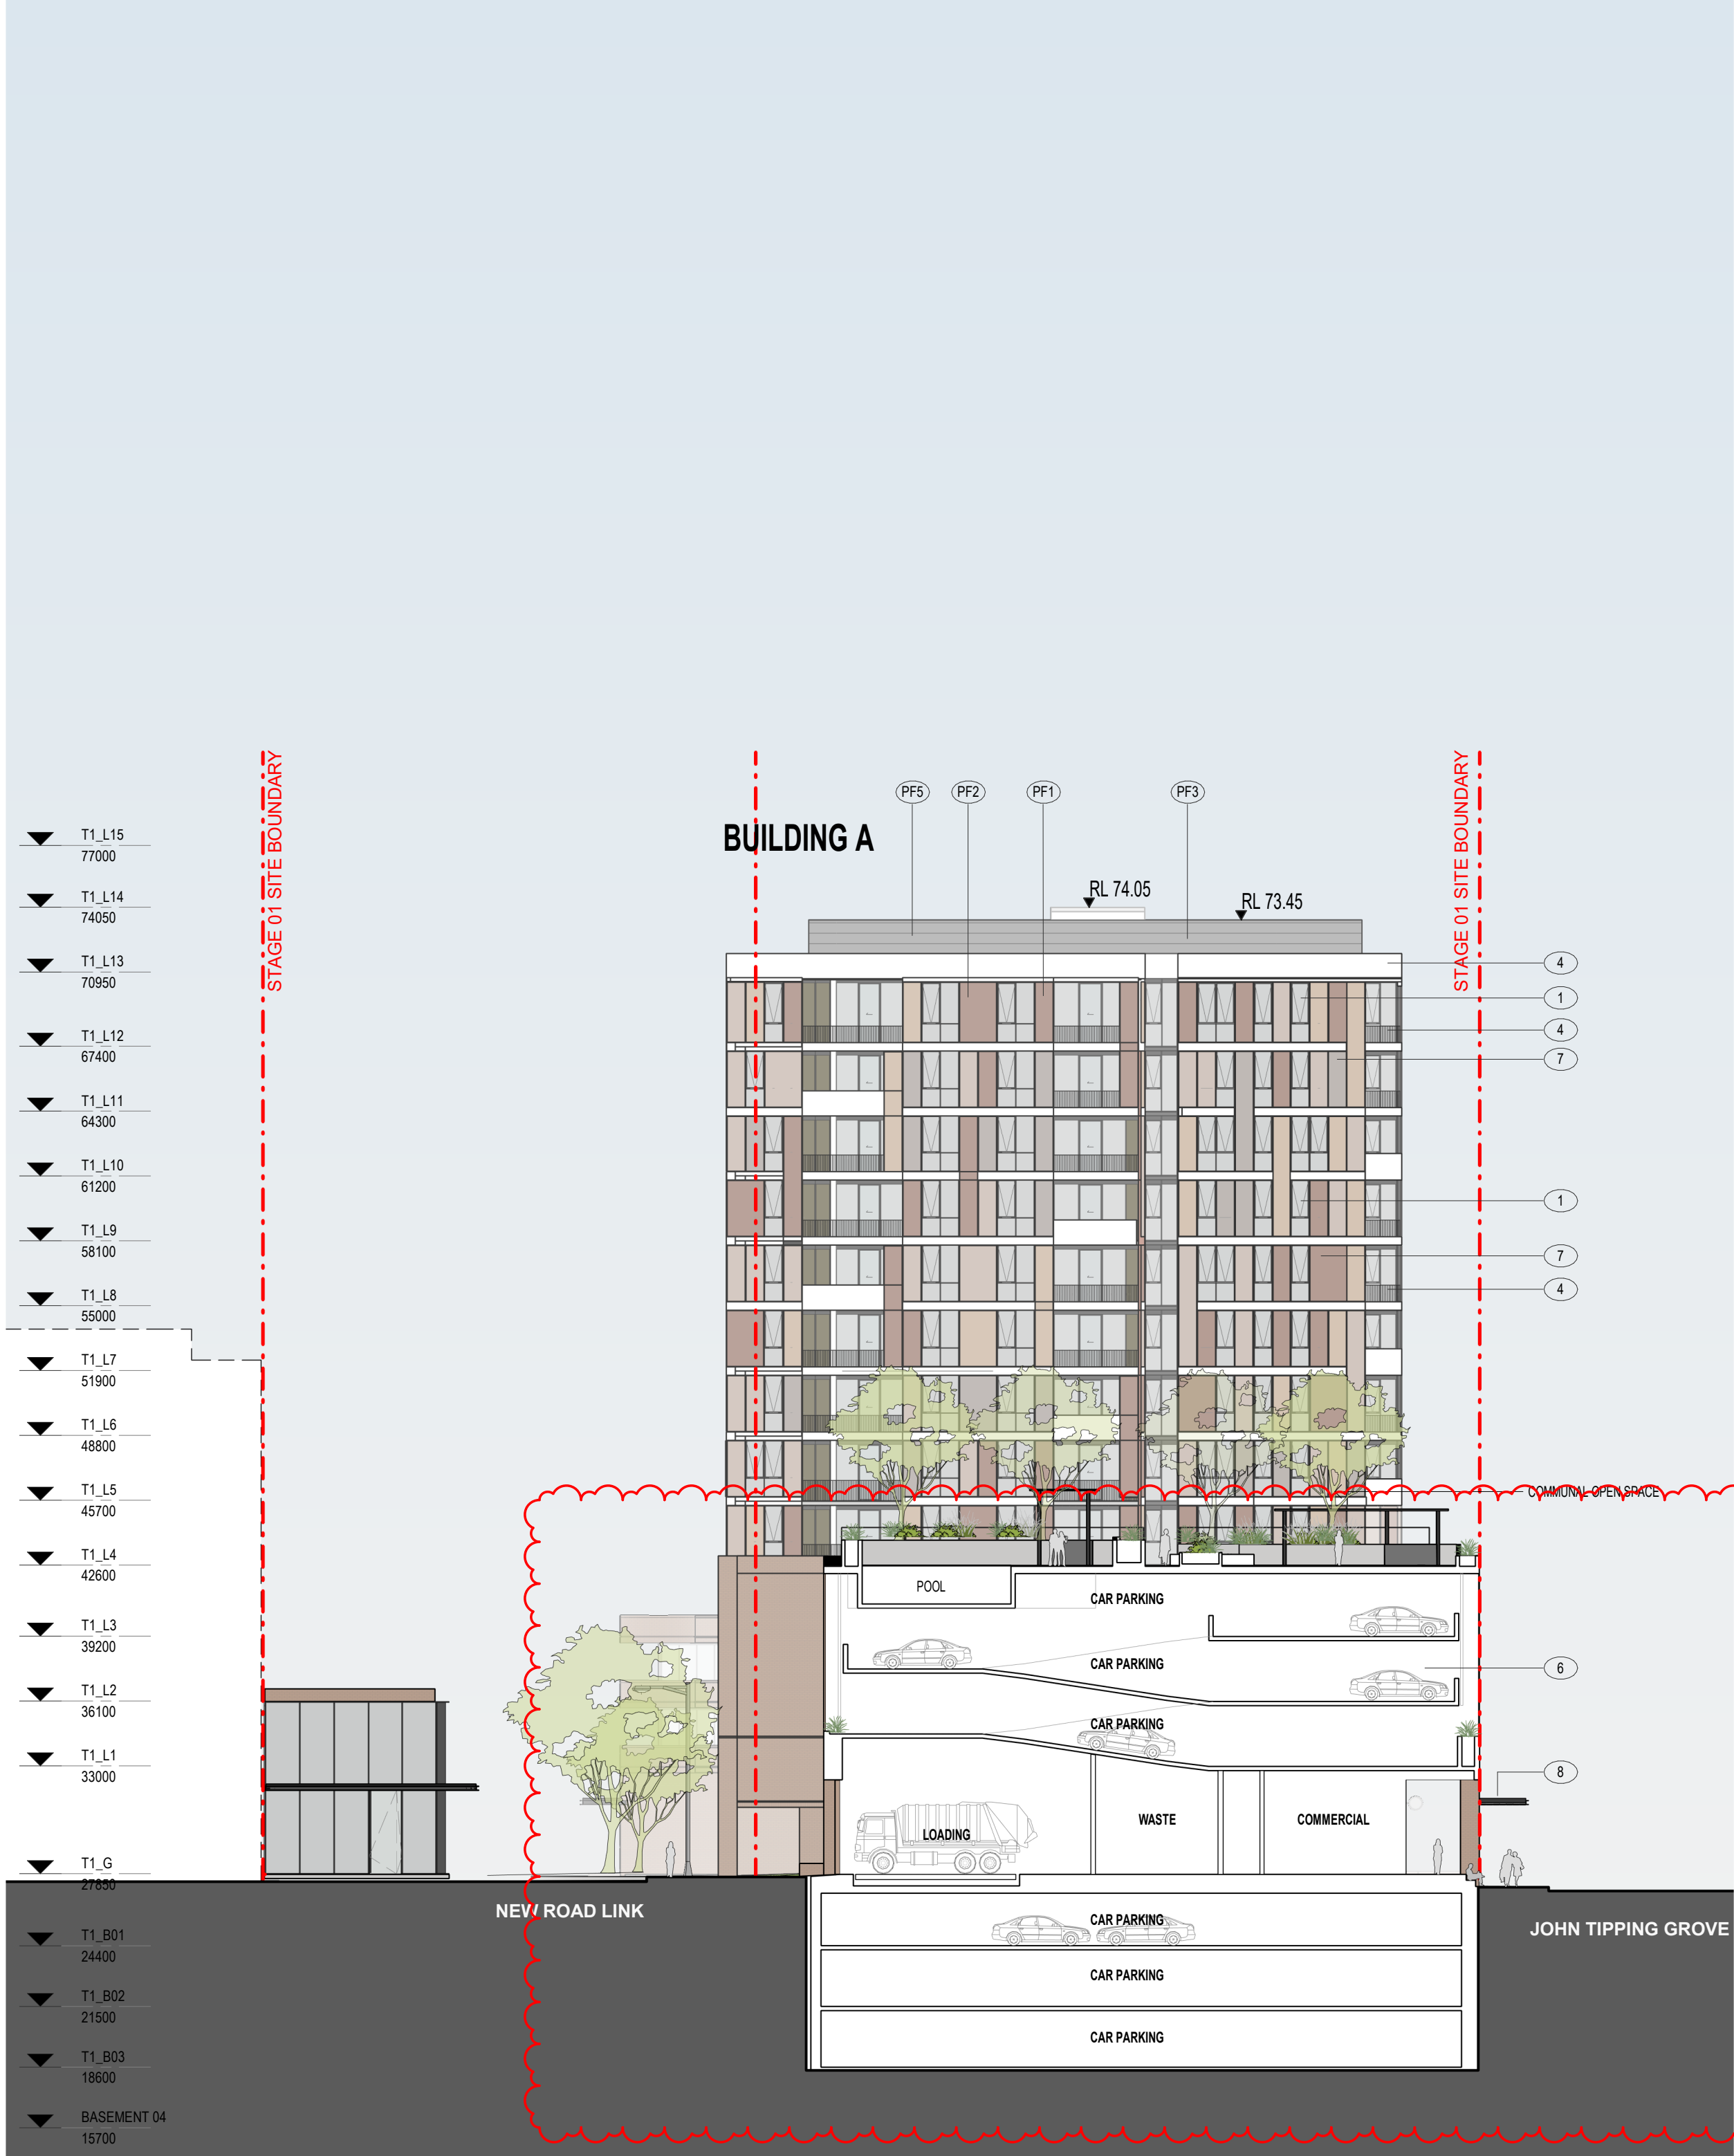 STAGE 01 SITE BOUNDARY
STAGE 01 SITE BOUNDARY
PF5
PF2
PF1
PF3
BUILDING A
RL 74.05
RL 73.45
T1_L15
77000
T1_L14
74050
T1_L13
70950
T1_L12
67400
T1_L11
64300
T1_L10
61200
T1_L9
58100
T1_L8
55000
T1_L7
51900
T1_L6
48800
T1_L5
45700
T1_L4
42600
T1_L3
39200
T1_L2
36100
T1_L1
33000
T1_G
27850
T1_B01
24400
T1_B02
21500
T1_B03
18600
BASEMENT 04
15700
4
1
4
7
1
7
4
COMMUNAL OPEN SPACE
POOL
CAR PARKING
CAR PARKING
6
CAR PARKING
8
LOADING
WASTE
COMMERCIAL
NEW ROAD LINK
CAR PARKING
JOHN TIPPING GROVE
CAR PARKING
CAR PARKING